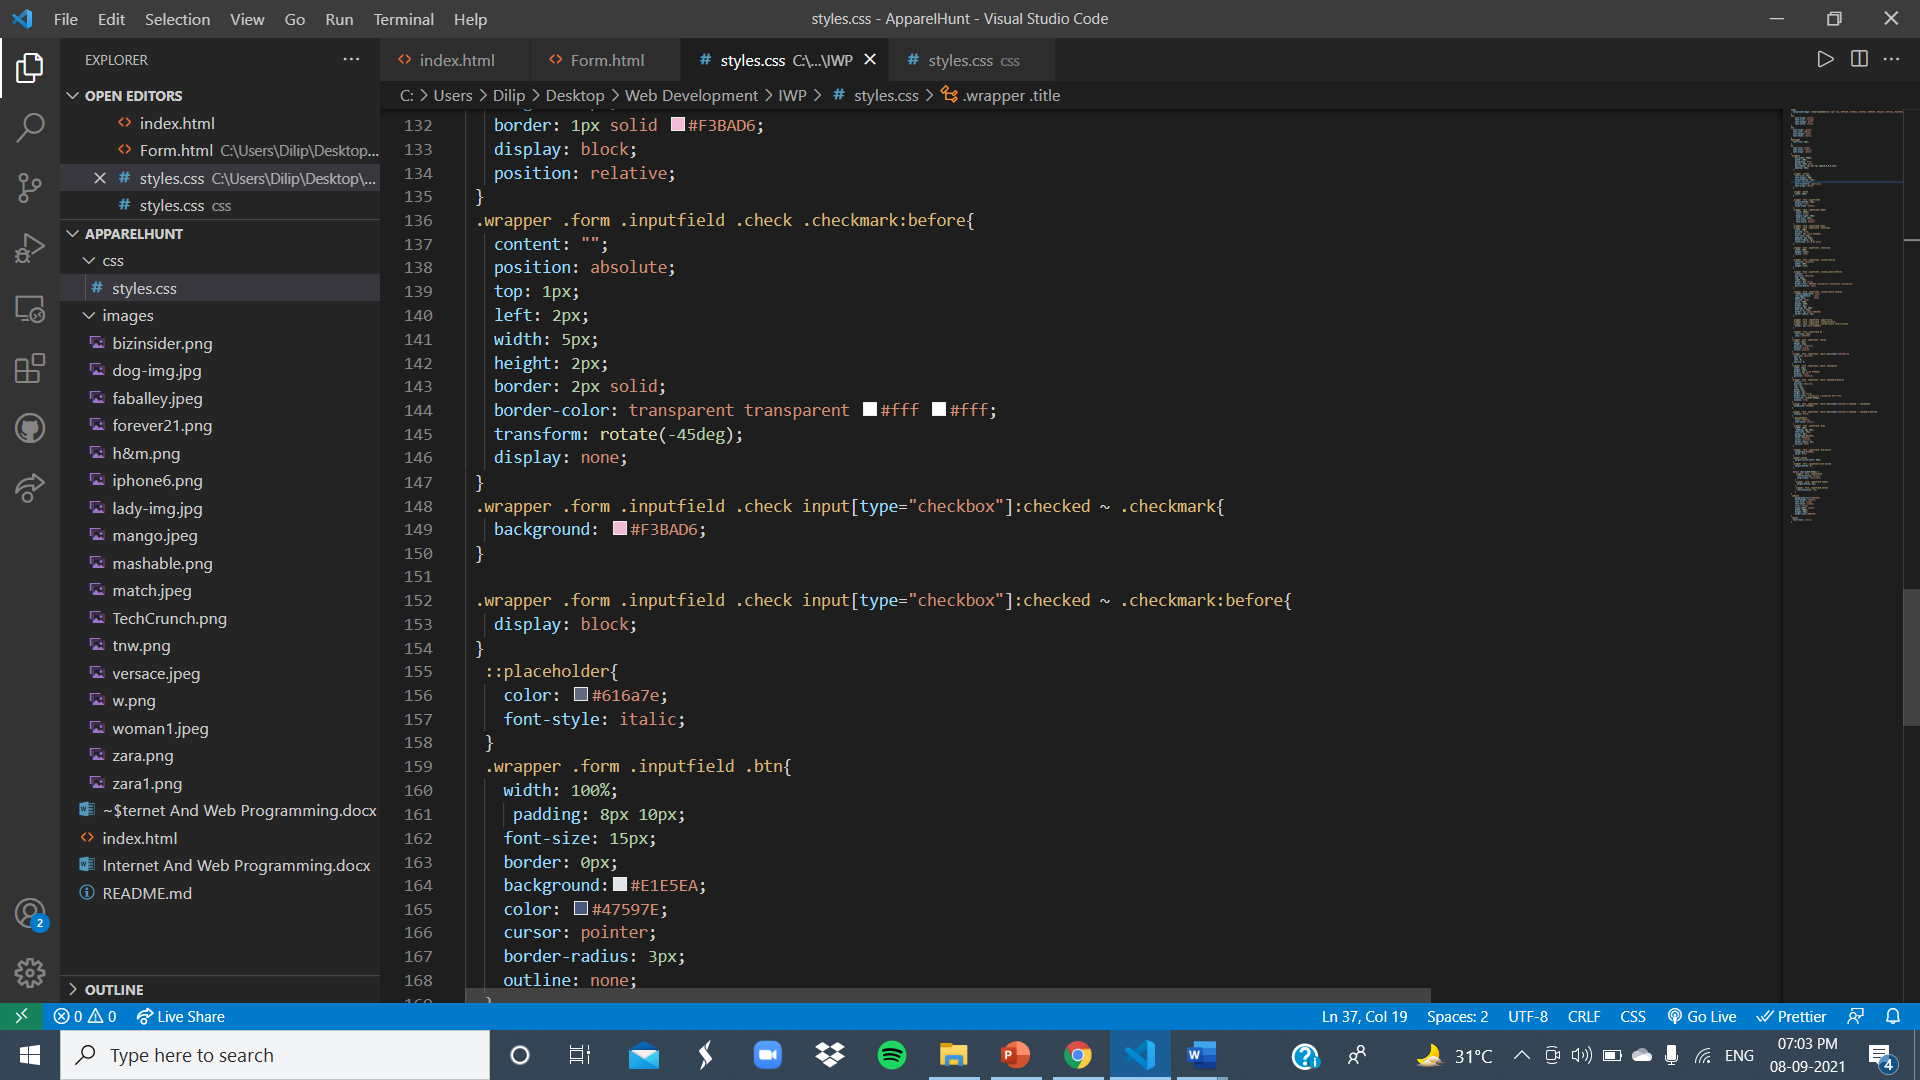 File Edit Selection View Go Run Terminal Help
styles.css - ApparelHunt - Visual Studio Code
EXPLORER
OPEN EDITORS
index.html
Form.html C:\Users\Dilip\Desktop...
styles.css C:\Users\Dilip\Desktop\...
styles.css css
APPARELHUNT
css
styles.css
images
bizinsider.png
dog-img.jpg
faballey.jpeg
forever21.png
h&m.png
iphone6.png
lady-img.jpg
mango.jpeg
mashable.png
match.jpeg
TechCrunch.png
tnw.png
versace.jpeg
w.png
woman1.jpeg
zara.png
zara1.png
~$ternet And Web Programming.docx
index.html
Internet And Web Programming.docx
README.md
OUTLINE
2
index.html Form.html styles.css C:\...\IWP styles.css css
C: > Users > Dilip > Desktop > Web Development > IWP > styles.css > .wrapper .title
132 border: 1px solid #F3BAD6;
133 display: block;
134 position: relative;
135 }
136 .wrapper .form .inputfield .check .checkmark:before{
137 content: "";
138 position: absolute;
139 top: 1px;
140 left: 2px;
141 width: 5px;
142 height: 2px;
143 border: 2px solid;
144 border-color: transparent transparent #fff #fff;
145 transform: rotate(-45deg);
146 display: none;
147 }
148 .wrapper .form .inputfield .check input[type="checkbox"]:checked ~ .checkmark{
149 background: #F3BAD6;
150 }
151
152 .wrapper .form .inputfield .check input[type="checkbox"]:checked ~ .checkmark:before{
153 display: block;
154 }
155 ::placeholder{
156 color: #616a7e;
157 font-style: italic;
158 }
159 .wrapper .form .inputfield .btn{
160 width: 100%;
161 padding: 8px 10px;
162 font-size: 15px;
163 border: 0px;
164 background: #E1E5EA;
165 color: #47597E;
166 cursor: pointer;
167 border-radius: 3px;
168 outline: none;
169 }
0 0 Live Share
Ln 37, Col 19 Spaces: 2 UTF-8 CRLF CSS Go Live Prettier
Type here to search
31°C ENG
07:03 PM
08-09-2021
4